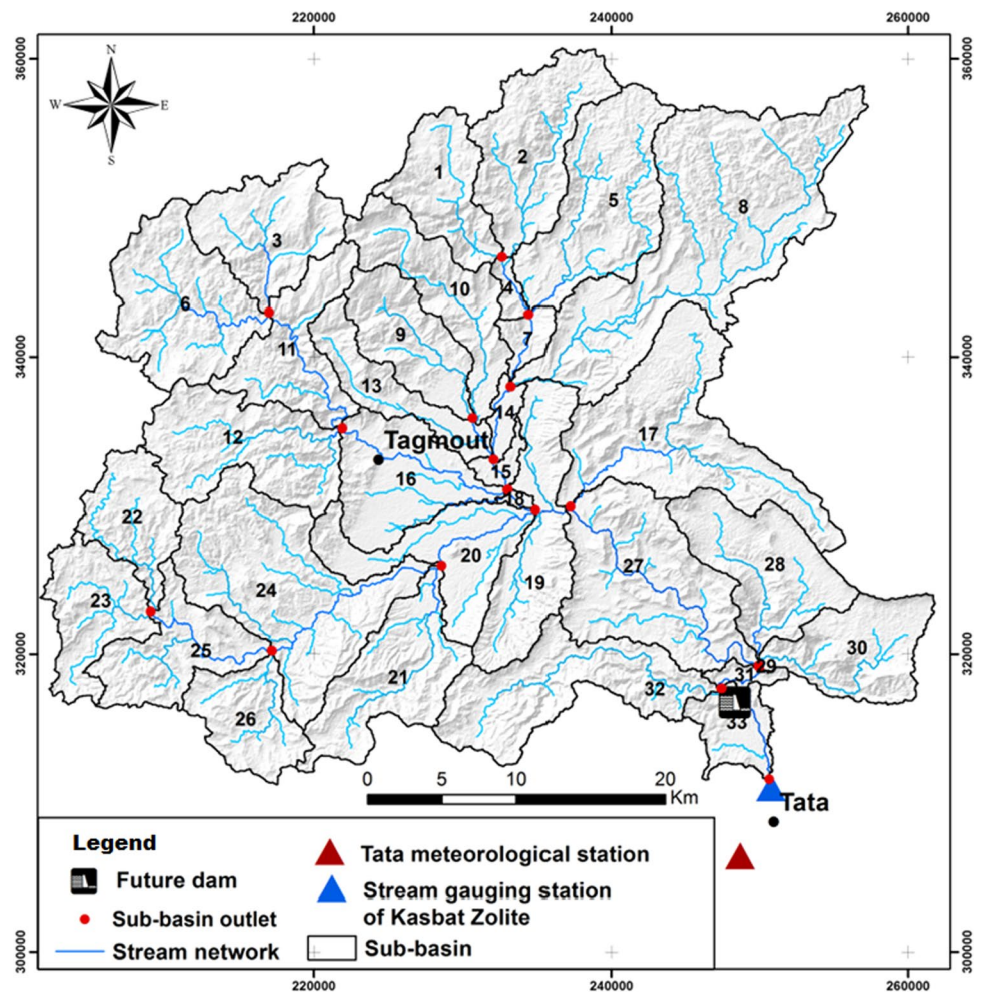 220000 240000 260000
N
W E
S
360000 360000
340000 340000
320000 320000
300000 300000
1
2
3
4
5
6
7
8
9
10
11
12
13
14
15
16
17
18
19
20
21
22
23
24
25
26
27
28
29
30
31
32
33
Tagmout
Tata
0 5 10 20
Km
Legend
Future dam
Sub-basin outlet
Stream network
Tata meteorological station
Stream gauging station
of Kasbat Zolite
Sub-basin
220000 240000 260000